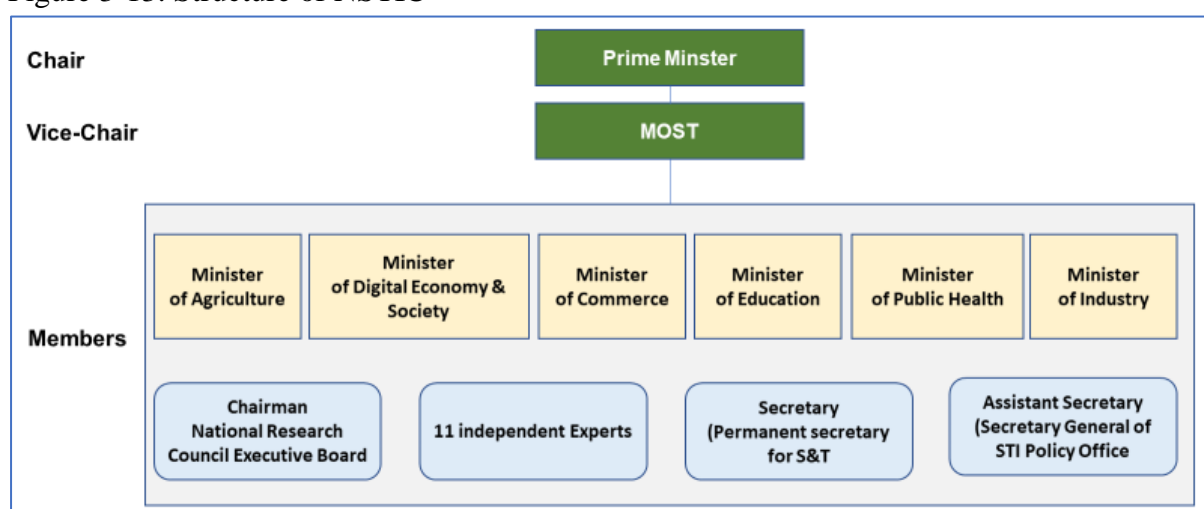 Chair
Prime Minster
Vice-Chair
MOST
Members
Minister
of Agriculture
Minister
of Digital Economy &
Society
Minister
of Commerce
Minister
of Education
Minister
of Public Health
Minister
of Industry
Chairman
National Research
Council Executive Board
11 independent Experts
Secretary
(Permanent secretary
for S&T
Assistant Secretary
(Secretary General of
STI Policy Office